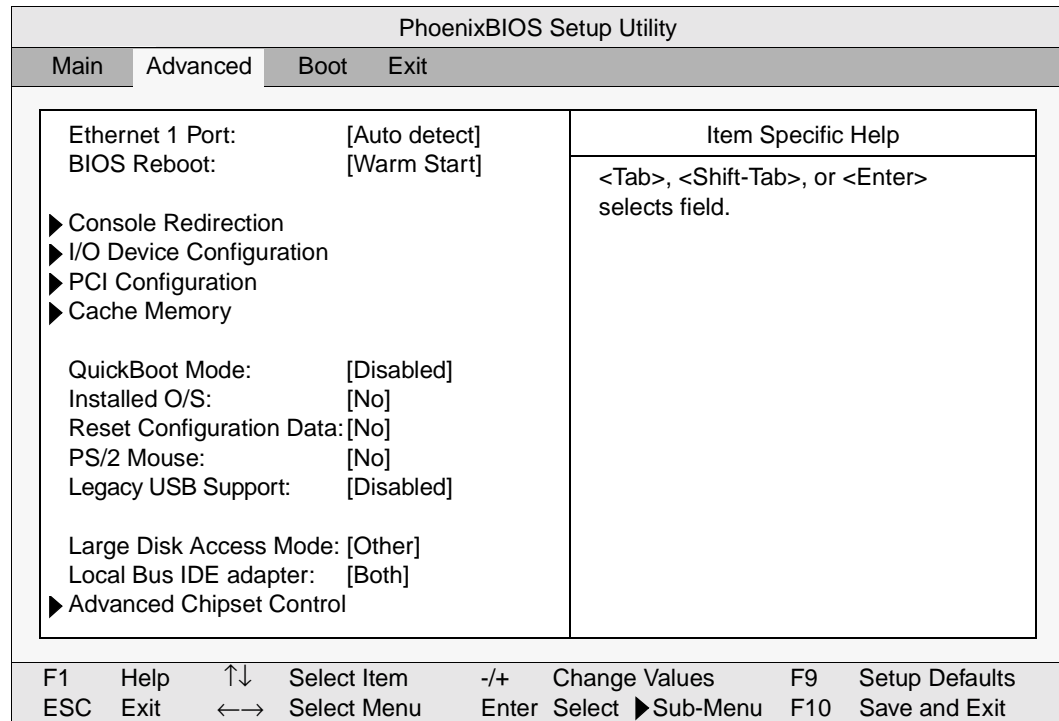 PhoenixBIOS Setup Utility
Main Advanced Boot Exit
Ethernet 1 Port: [Auto detect]
BIOS Reboot: [Warm Start]
Console Redirection
I/O Device Configuration
PCI Configuration
Cache Memory
QuickBoot Mode: [Disabled]
Installed O/S: [No]
Reset Configuration Data: [No]
PS/2 Mouse: [No]
Legacy USB Support: [Disabled]
Large Disk Access Mode: [Other]
Local Bus IDE adapter: [Both]
Advanced Chipset Control
Item Specific Help
<Tab>, <Shift-Tab>, or <Enter>
selects field.
F1 Help ↑↓ Select Item -/+ Change Values F9 Setup Defaults
ESC Exit ←→ Select Menu Enter Select ▶Sub-Menu F10 Save and Exit